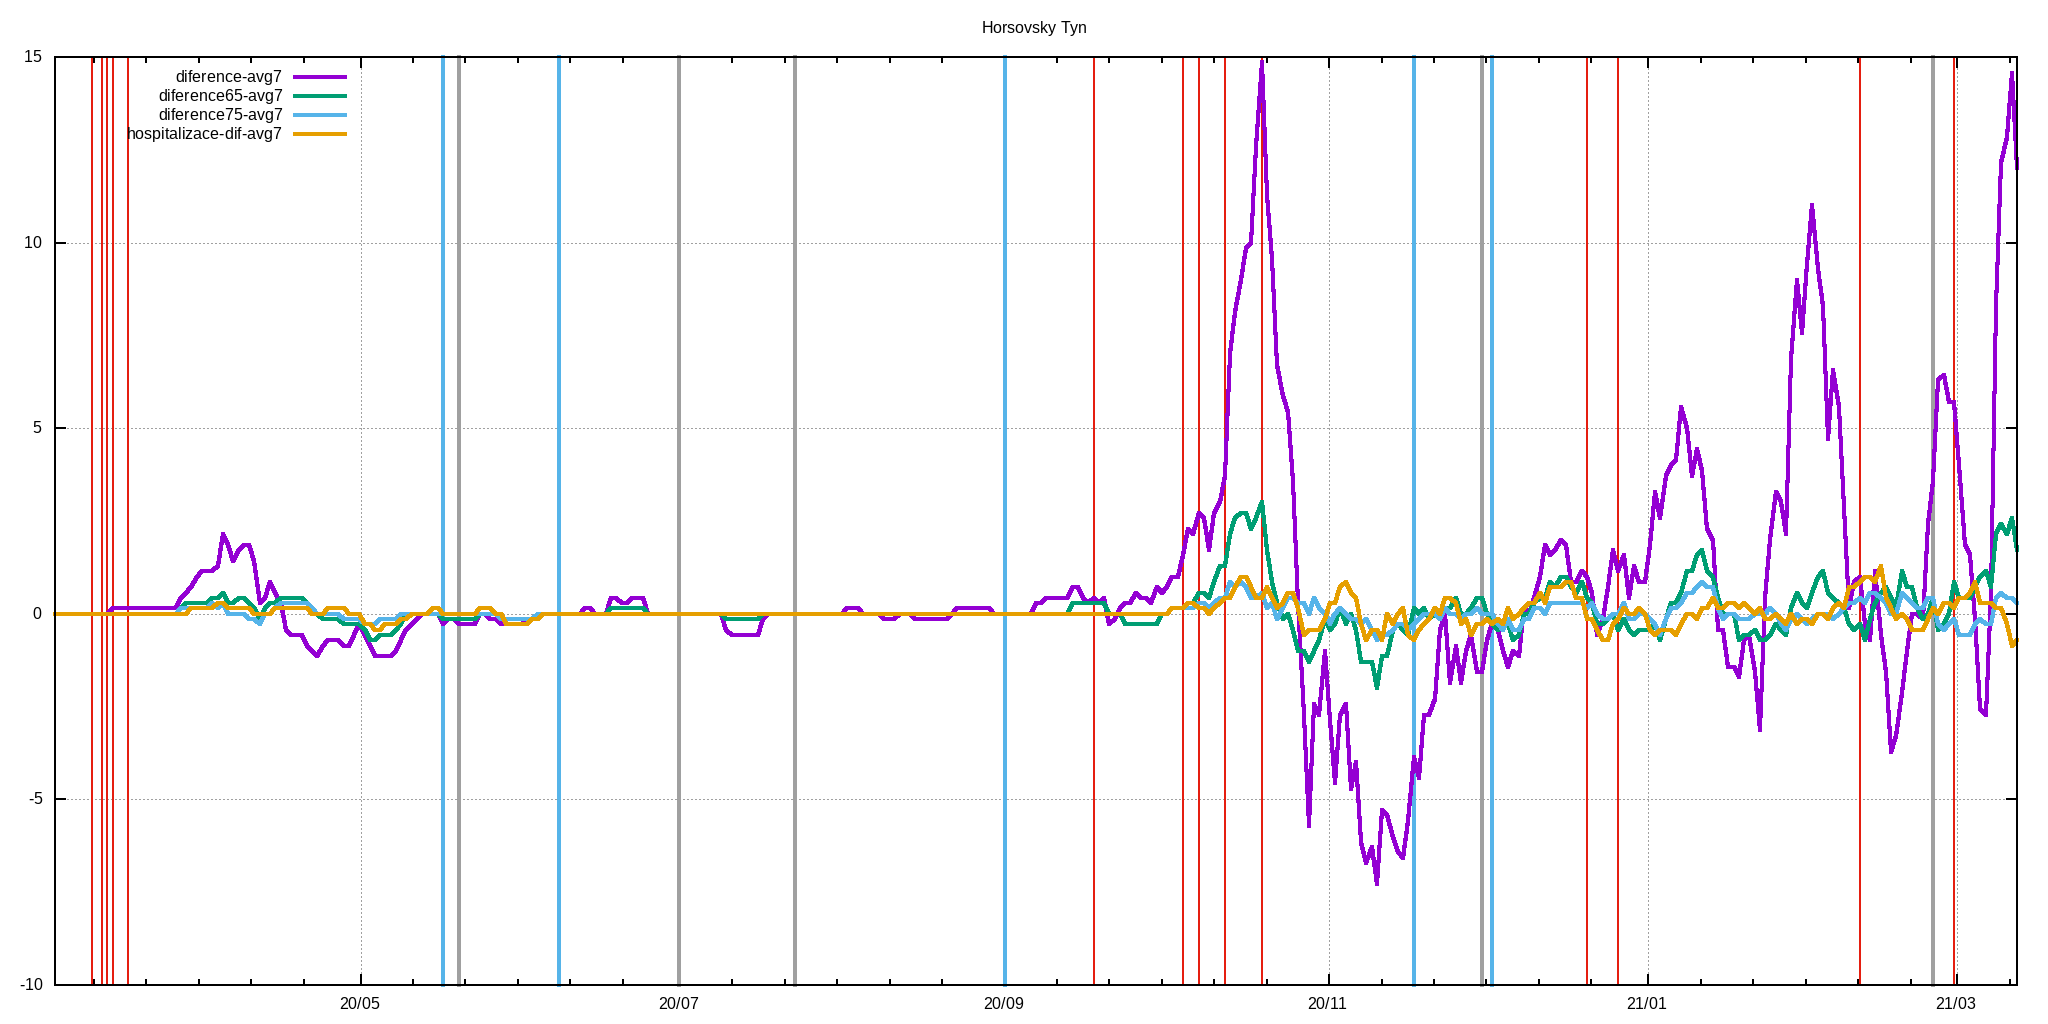 Horsovsky Tyn
15
diference-avg7
diference65-avg7
diference75-avg7
hospitalizace-dif-avg7
10
5
0
-5
-10
20/05 20/07 20/09 20/11 21/01 21/03